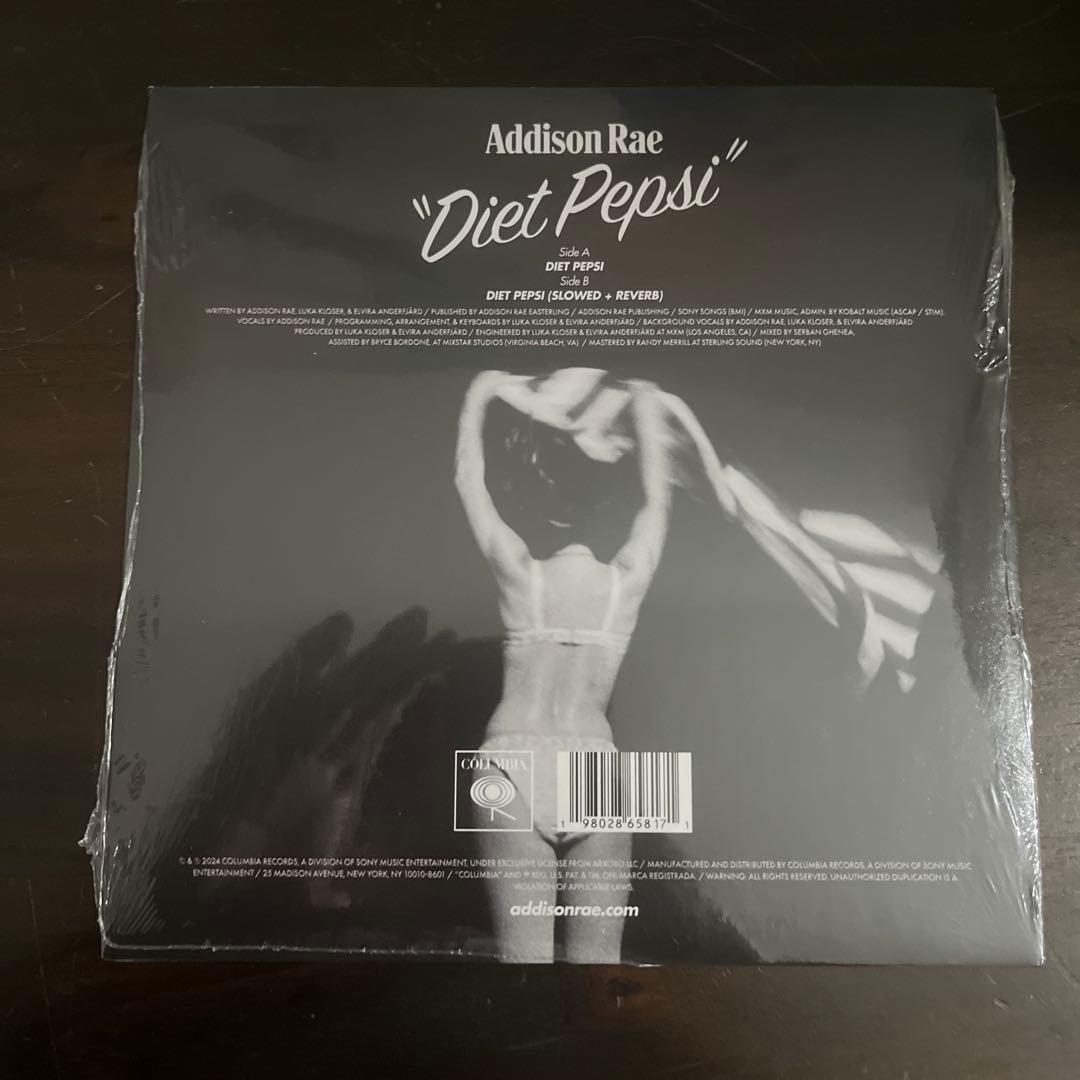 Addison Rae
"Diet Pepsi"
Side A
DIET PEPSI
Side B
DIET PEPSI (SLOWED + REVERB)
WRITTEN BY ADDISON RAE, LUKA KLOSER, & ELVIRA ANDERFJÄRD / PUBLISHED BY ADDISON RAE EASTERLING / ADDISON RAE PUBLISHING / SONY SONGS (BMI) / MXM MUSIC, ADMIN. BY KOBALT MUSIC (ASCAP / STIM).
VOCALS BY ADDISON RAE / PROGRAMMING, ARRANGEMENT, & KEYBOARDS BY LUKA KLOSER & ELVIRA ANDERFJÄRD / BACKGROUND VOCALS BY ADDISON RAE, LUKA KLOSER, & ELVIRA ANDERFJÄRD
PRODUCED BY LUKA KLOSER & ELVIRA ANDERFJÄRD / ENGINEERED BY LUKA KLOSER & ELVIRA ANDERFJÄRD AT MXM (LOS ANGELES, CA) / MIXED BY SERBAN GHENEA.
ASSISTED BY BRYCE BORDONE, AT MIXSTAR STUDIOS (VIRGINIA BEACH, VA) / MASTERED BY RANDY MERRILL AT STERLING SOUND (NEW YORK, NY)
COLUMBIA
1 98028 65817 1
© & ℗ 2024 COLUMBIA RECORDS, A DIVISION OF SONY MUSIC ENTERTAINMENT, UNDER EXCLUSIVE LICENSE FROM ARXOXO LLC / MANUFACTURED AND DISTRIBUTED BY COLUMBIA RECORDS, A DIVISION OF SONY MUSIC
ENTERTAINMENT / 25 MADISON AVENUE, NEW YORK, NY 10010-8601 / "COLUMBIA" AND REG. U.S. PAT. & TM. OFF. MARCA REGISTRADA. / WARNING: ALL RIGHTS RESERVED. UNAUTHORIZED DUPLICATION IS A
VIOLATION OF APPLICABLE LAWS.
addisonrae.com